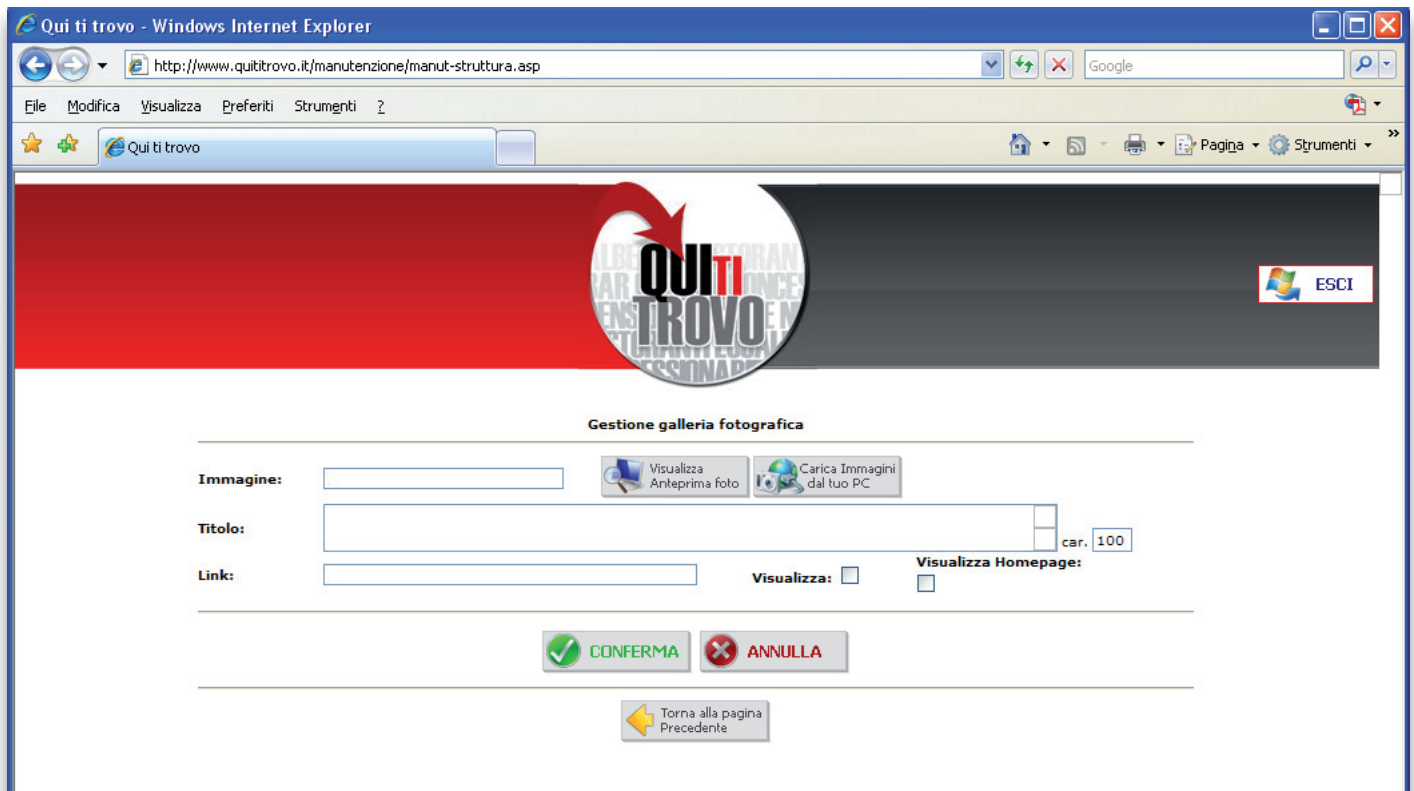 Qui ti trovo - Windows Internet Explorer
http://www.quititrovo.it/manutenzione/manut-struttura.asp
Google
File Modifica Visualizza Preferiti Strumenti ?
Qui ti trovo
Pagina
Strumenti
»
QUI TI
TROVO
ESCI
Gestione galleria fotografica
Immagine:
Visualizza
Anteprima foto
Carica Immagini
dal tuo PC
Titolo:
car. 100
Link:
Visualizza:
Visualizza Homepage:
CONFERMA
ANNULLA
Torna alla pagina
Precedente